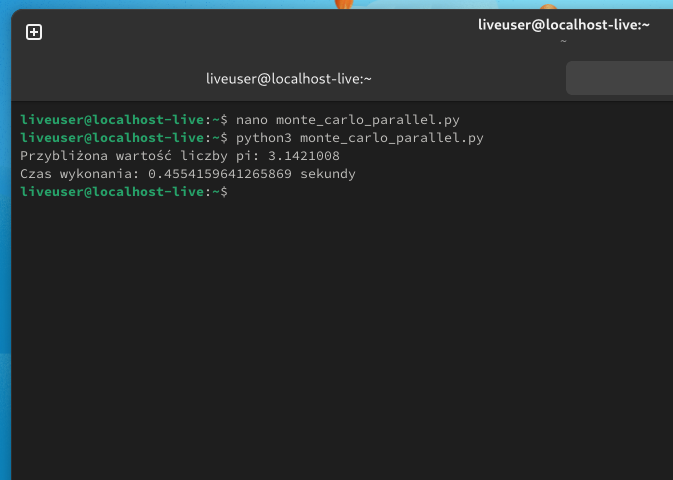 liveuser@localhost-live:~
~
liveuser@localhost-live:~
liveuser@localhost-live:~$ nano monte_carlo_parallel.py
liveuser@localhost-live:~$ python3 monte_carlo_parallel.py
Przybliżona wartość liczby pi: 3.1421008
Czas wykonania: 0.4554159641265869 sekundy
liveuser@localhost-live:~$